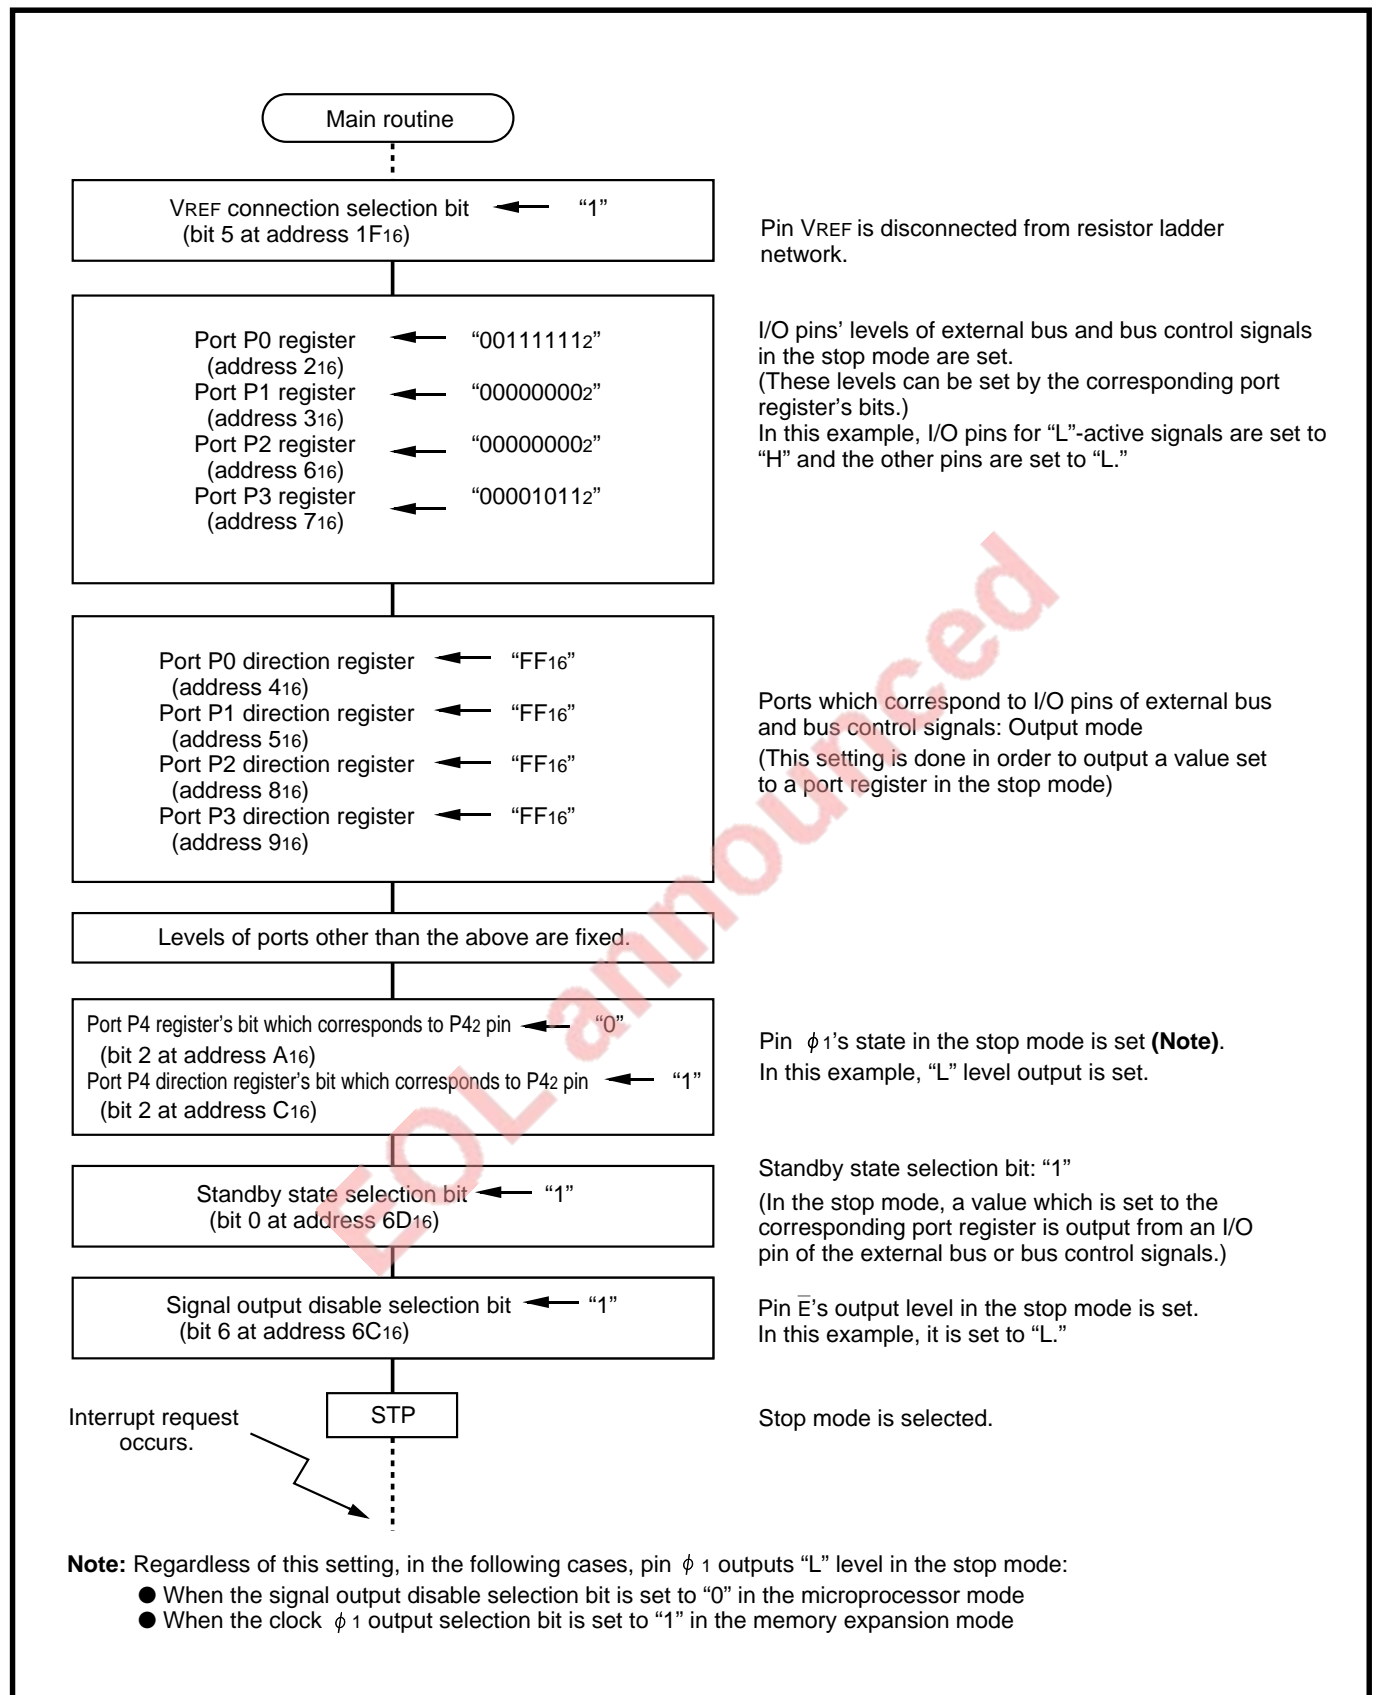 Main routine
VREF connection selection bit “1”
(bit 5 at address 1F16)
Pin VREF is disconnected from resistor ladder
network.
Port P0 register “001111112”
(address 216)
Port P1 register “000000002”
(address 316)
Port P2 register “000000002”
(address 616)
Port P3 register “000010112”
(address 716)
I/O pins’ levels of external bus and bus control signals
in the stop mode are set.
(These levels can be set by the corresponding port
register’s bits.)
In this example, I/O pins for “L”-active signals are set to
“H” and the other pins are set to “L.”
Port P0 direction register “FF16”
(address 416)
Port P1 direction register “FF16”
(address 516)
Port P2 direction register “FF16”
(address 816)
Port P3 direction register “FF16”
(address 916)
Ports which correspond to I/O pins of external bus
and bus control signals: Output mode
(This setting is done in order to output a value set
to a port register in the stop mode)
Levels of ports other than the above are fixed.
Port P4 register’s bit which corresponds to P42 pin “0”
(bit 2 at address A16)
Port P4 direction register’s bit which corresponds to P42 pin “1”
(bit 2 at address C16)
Pin ϕ1’s state in the stop mode is set (Note).
In this example, “L” level output is set.
Standby state selection bit “1”
(bit 0 at address 6D16)
Standby state selection bit: “1”
(In the stop mode, a value which is set to the
corresponding port register is output from an I/O
pin of the external bus or bus control signals.)
Signal output disable selection bit “1”
(bit 6 at address 6C16)
Pin E̅’s output level in the stop mode is set.
In this example, it is set to “L.”
STP
Stop mode is selected.
Interrupt request
occurs.
Note: Regardless of this setting, in the following cases, pin ϕ1 outputs “L” level in the stop mode:
● When the signal output disable selection bit is set to “0” in the microprocessor mode
● When the clock ϕ1 output selection bit is set to “1” in the memory expansion mode
EOL announced